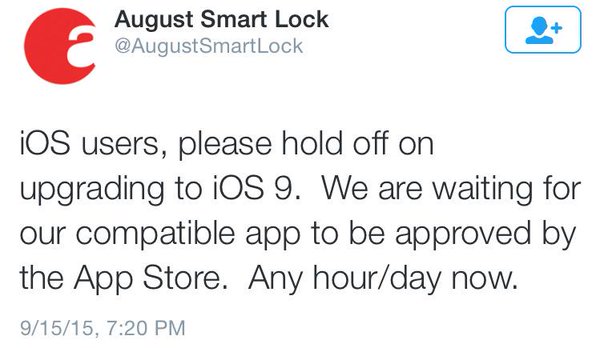 August Smart Lock
@AugustSmartLock
iOS users, please hold off on
upgrading to iOS 9.  We are waiting for
our compatible app to be approved by
the App Store.  Any hour/day now.
9/15/15, 7:20 PM